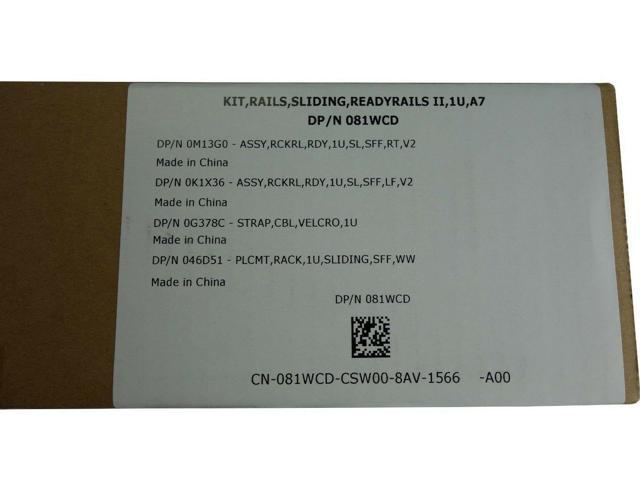 KIT,RAILS,SLIDING,READYRAILS II,1U,A7
DP/N 081WCD
DP/N 0M13G0 - ASSY,RCKRL,RDY,1U,SL,SFF,RT,V2
Made in China
DP/N 0K1X36 - ASSY,RCKRL,RDY,1U,SL,SFF,LF,V2
Made in China
DP/N 0G378C - STRAP,CBL,VELCRO,1U
Made in China
DP/N 046D51 - PLCMT,RACK,1U,SLIDING,SFF,WW
Made in China
DP/N 081WCD
CN-081WCD-CSW00-8AV-1566 -A00